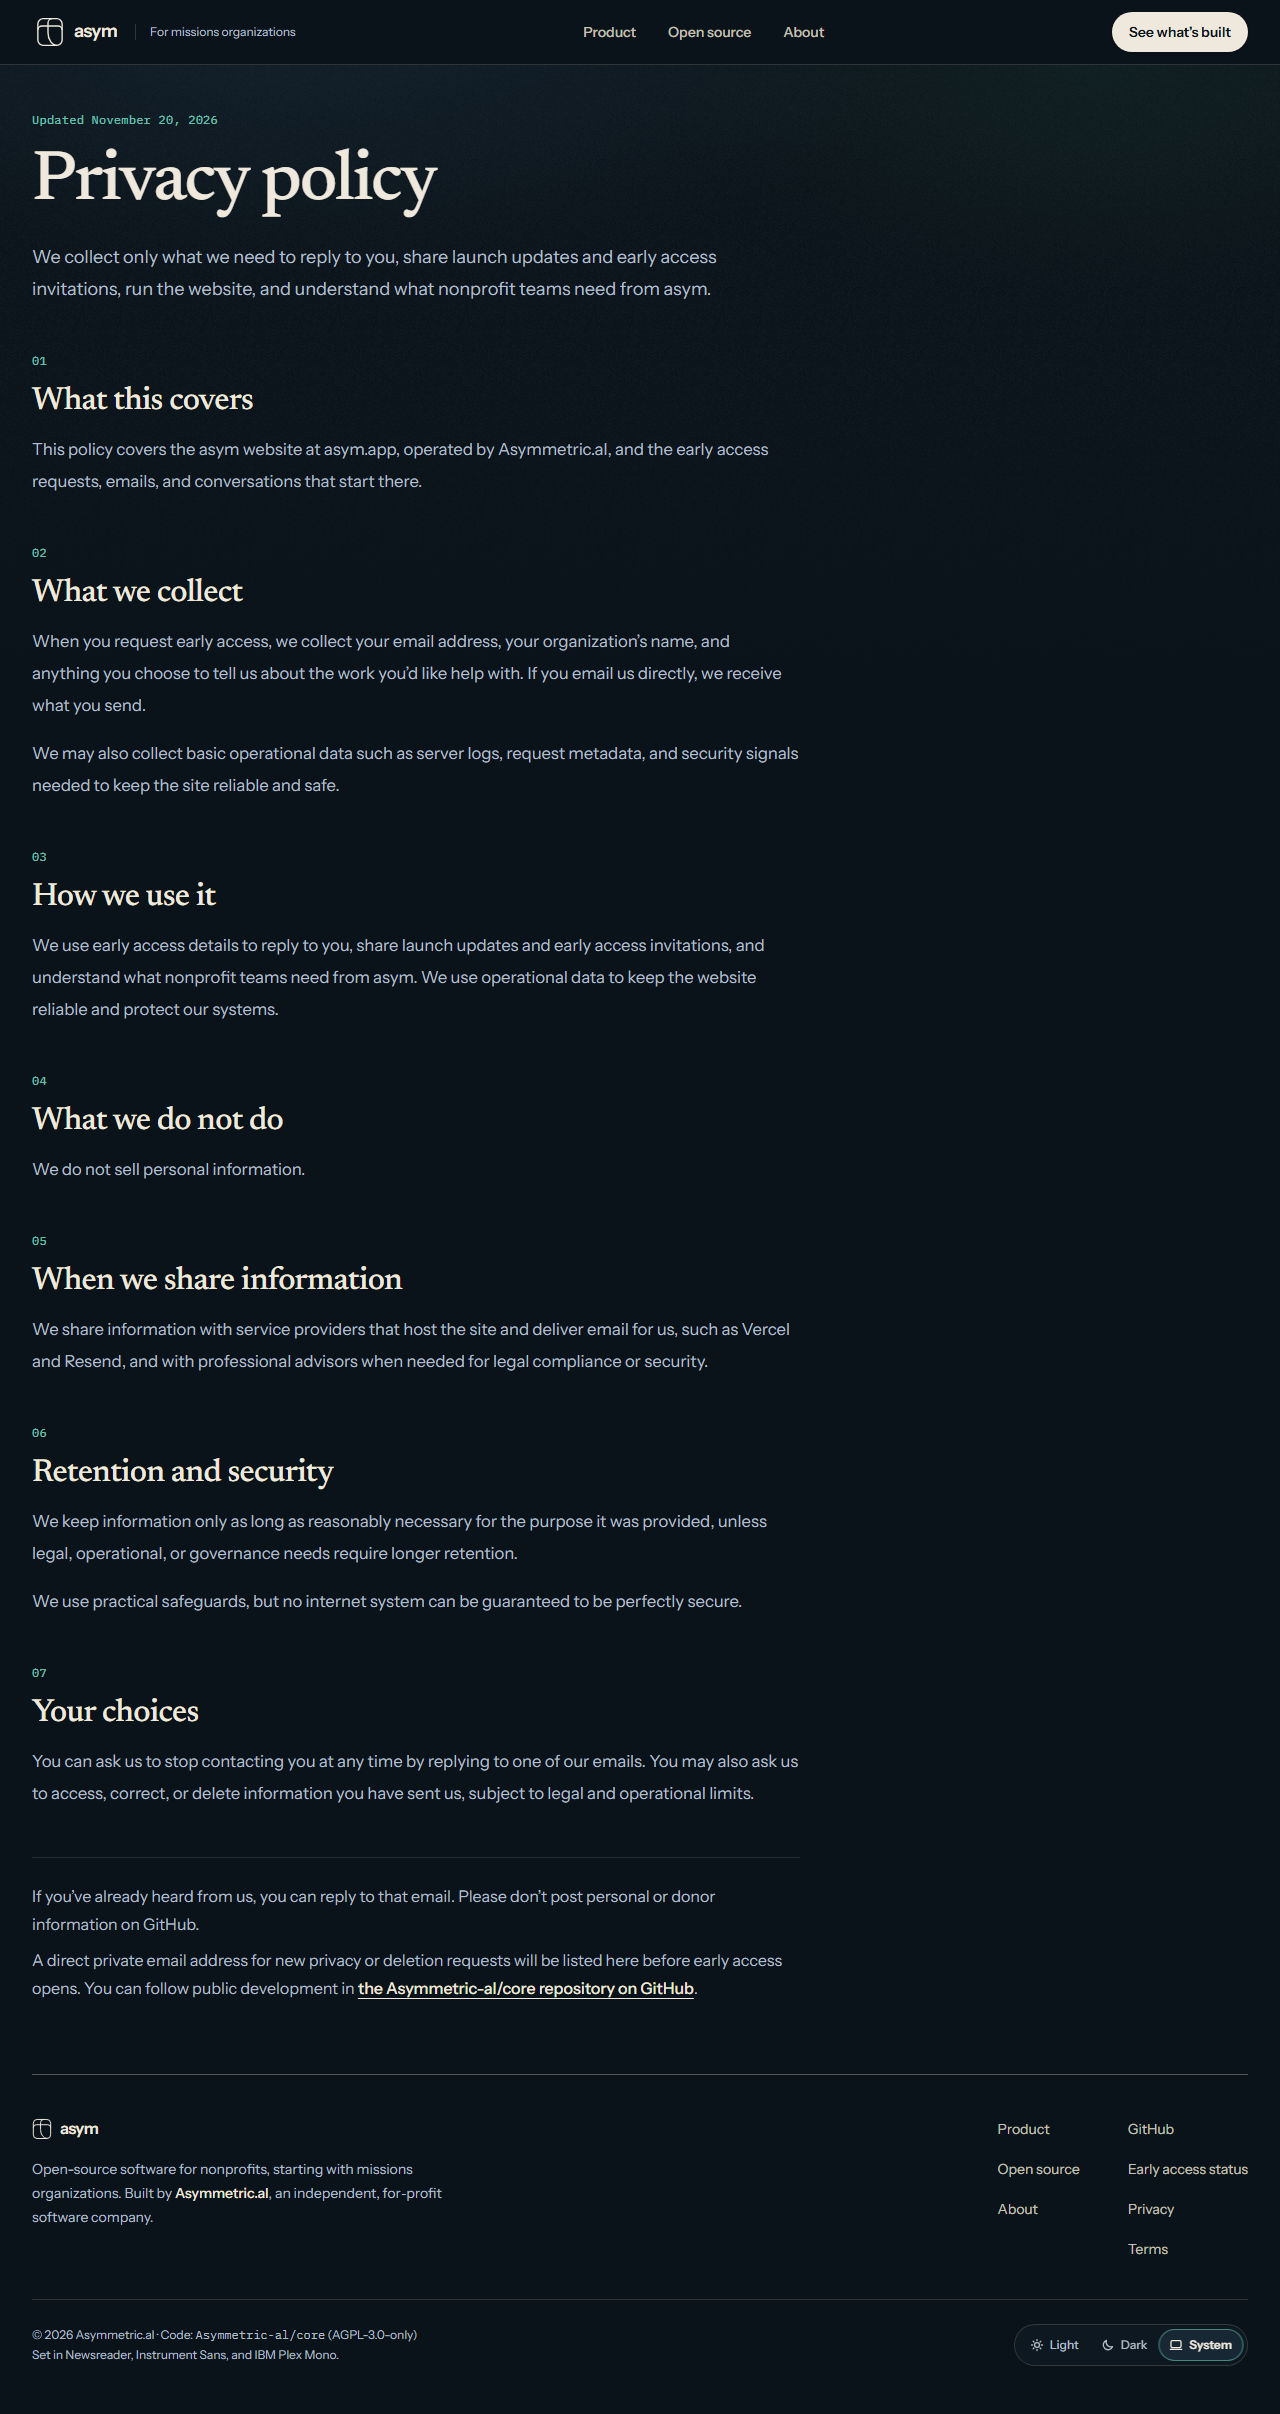 asym
For missions organizations
Product
Open source
About
See what's built
Updated November 20, 2026
Privacy policy
We collect only what we need to reply to you, share launch updates and early access
invitations, run the website, and understand what nonprofit teams need from asym.
01
What this covers
This policy covers the asym website at asym.app, operated by Asymmetric.al, and the early access
requests, emails, and conversations that start there.
02
What we collect
When you request early access, we collect your email address, your organization’s name, and
anything you choose to tell us about the work you’d like help with. If you email us directly, we receive
what you send.
We may also collect basic operational data such as server logs, request metadata, and security signals
needed to keep the site reliable and safe.
03
How we use it
We use early access details to reply to you, share launch updates and early access invitations, and
understand what nonprofit teams need from asym. We use operational data to keep the website
reliable and protect our systems.
04
What we do not do
We do not sell personal information.
05
When we share information
We share information with service providers that host the site and deliver email for us, such as Vercel
and Resend, and with professional advisors when needed for legal compliance or security.
06
Retention and security
We keep information only as long as reasonably necessary for the purpose it was provided, unless
legal, operational, or governance needs require longer retention.
We use practical safeguards, but no internet system can be guaranteed to be perfectly secure.
07
Your choices
You can ask us to stop contacting you at any time by replying to one of our emails. You may also ask us
to access, correct, or delete information you have sent us, subject to legal and operational limits.
If you’ve already heard from us, you can reply to that email. Please don’t post personal or donor
information on GitHub.
A direct private email address for new privacy or deletion requests will be listed here before early access
opens. You can follow public development in the Asymmetric-al/core repository on GitHub.
asym
Open-source software for nonprofits, starting with missions
organizations. Built by Asymmetric.al, an independent, for-profit
software company.
Product
Open source
About
GitHub
Early access status
Privacy
Terms
© 2026 Asymmetric.al · Code: Asymmetric-al/core (AGPL-3.0-only)
Set in Newsreader, Instrument Sans, and IBM Plex Mono.
Light
Dark
System